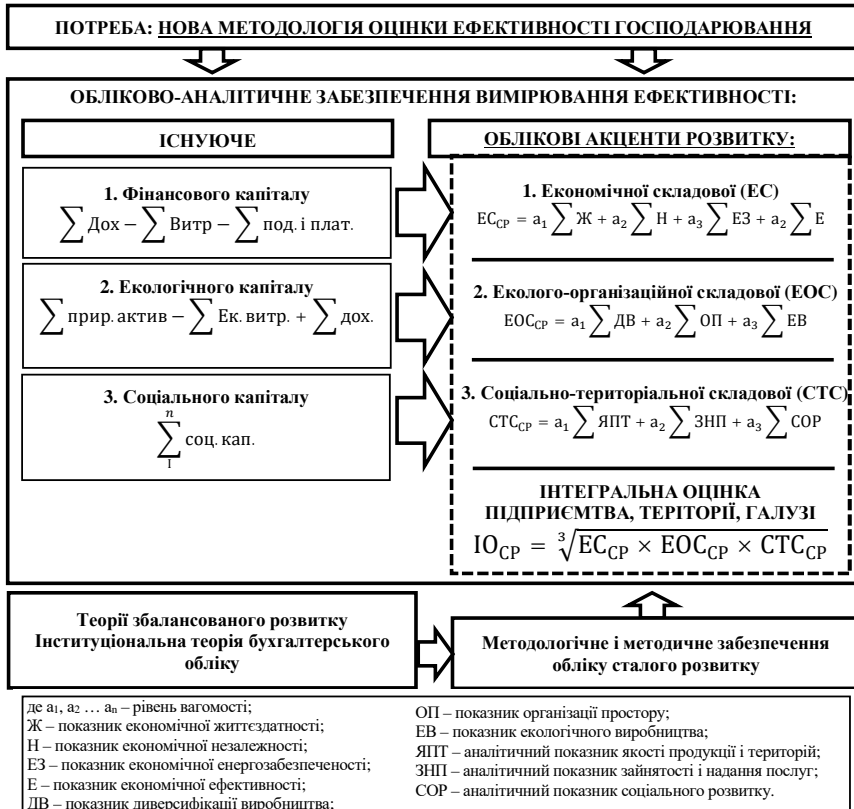 ПОТРЕБА: НОВА МЕТОДОЛОГІЯ ОЦІНКИ ЕФЕКТИВНОСТІ ГОСПОДАРЮВАННЯ
ОБЛІКОВО-АНАЛІТИЧНЕ ЗАБЕЗПЕЧЕННЯ ВИМІРЮВАННЯ ЕФЕКТИВНОСТІ:
ІСНУЮЧЕ
1. Фінансового капіталу
∑ Дох − ∑ Витр − ∑ под. і плат.
2. Екологічного капіталу
∑ прир. актив − ∑ Ек. витр. + ∑ дох.
3. Соціального капіталу
n
∑ соц. кап.
I
ОБЛІКОВІ АКЦЕНТИ РОЗВИТКУ:
1. Економічної складової (ЕС)
ЕС_СР = a₁ ∑ Ж + a₂ ∑ Н + a₃ ∑ ЕЗ + a₂ ∑ Е
2. Еколого-організаційної складової (ЕОС)
ЕОС_СР = a₁ ∑ ДВ + a₂ ∑ ОП + a₃ ∑ ЕВ
3. Соціально-територіальної складової (СТС)
СТС_СР = a₁ ∑ ЯПТ + a₂ ∑ ЗНП + a₃ ∑ СОР
ІНТЕГРАЛЬНА ОЦІНКА
ПІДПРИЄМТВА, ТЕРІТОРІЇ, ГАЛУЗІ
ІО_СР = ∛(ЕС_СР × ЕОС_СР × СТС_СР)
Теорії збалансованого розвитку
Інституціональна теорія бухгалтерського
обліку
Методологічне і методичне забезпечення
обліку сталого розвитку
де a₁, a₂ … aₙ – рівень вагомості;
Ж – показник економічної життєздатності;
Н – показник економічної незалежності;
ЕЗ – показник економічної енергозабезпеченості;
Е – показник економічної ефективності;
ДВ – показник диверсифікації виробництва;
ОП – показник організації простору;
ЕВ – показник екологічного виробництва;
ЯПТ – аналітичний показник якості продукції і територій;
ЗНП – аналітичний показник зайнятості і надання послуг;
СОР – аналітичний показник соціального розвитку.